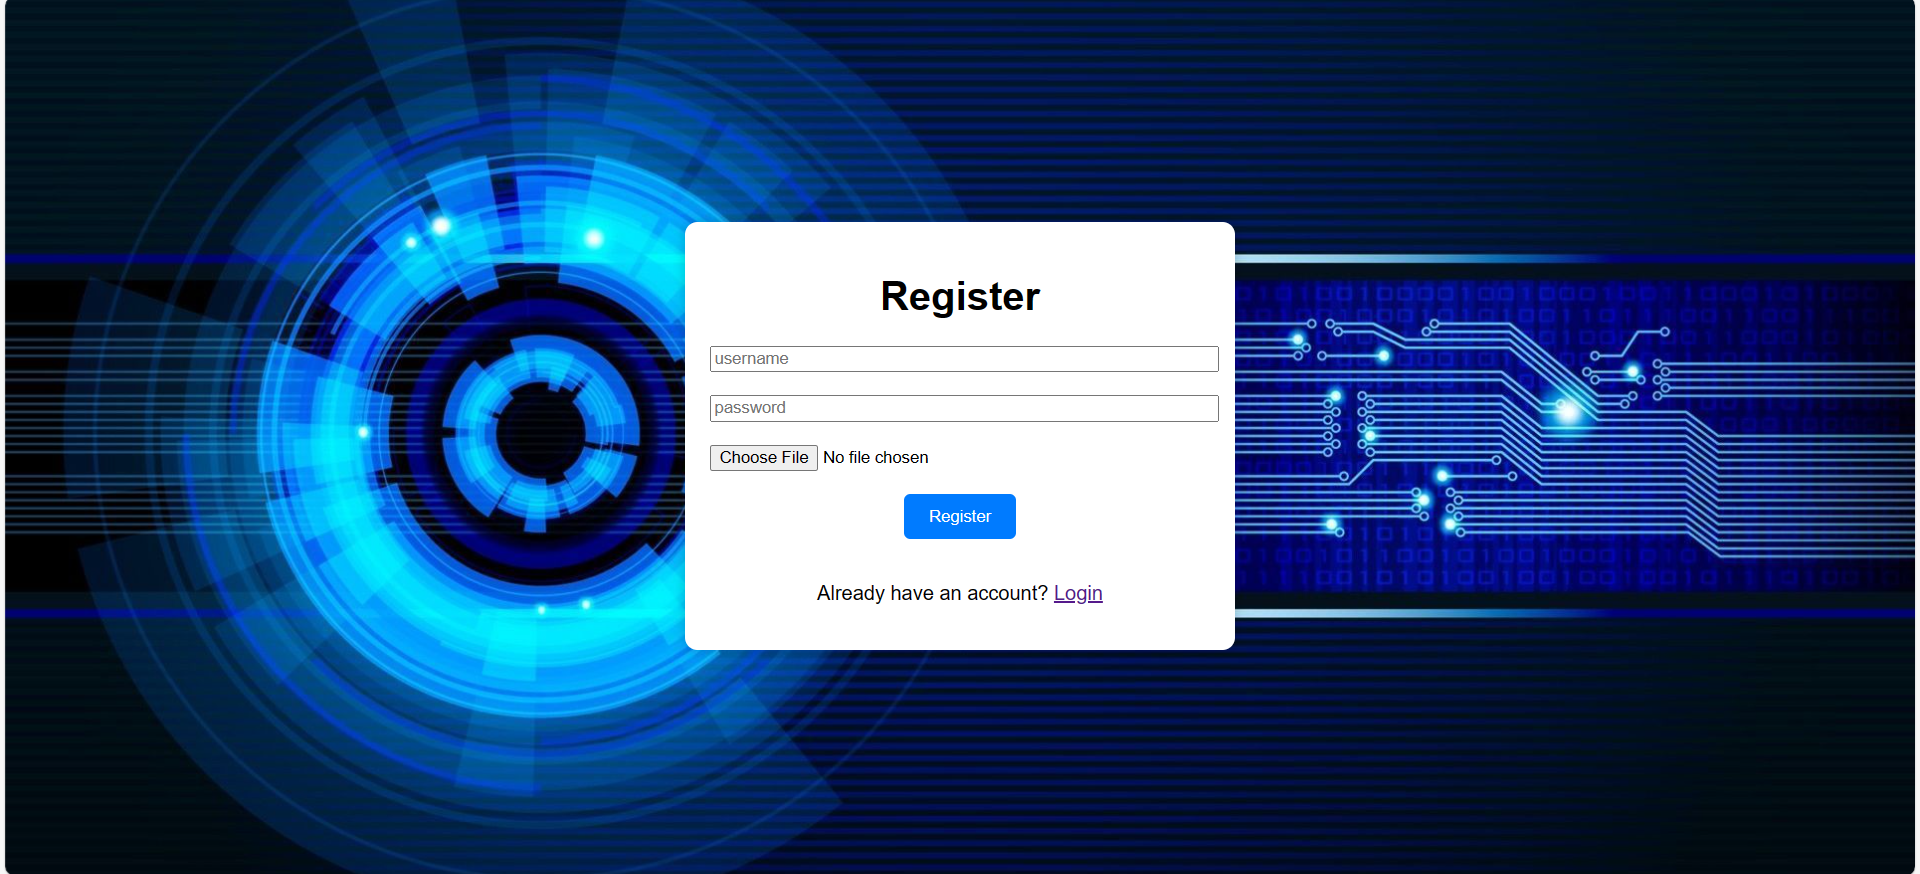 Register
username
password
Choose File No file chosen
Register
Already have an account? Login